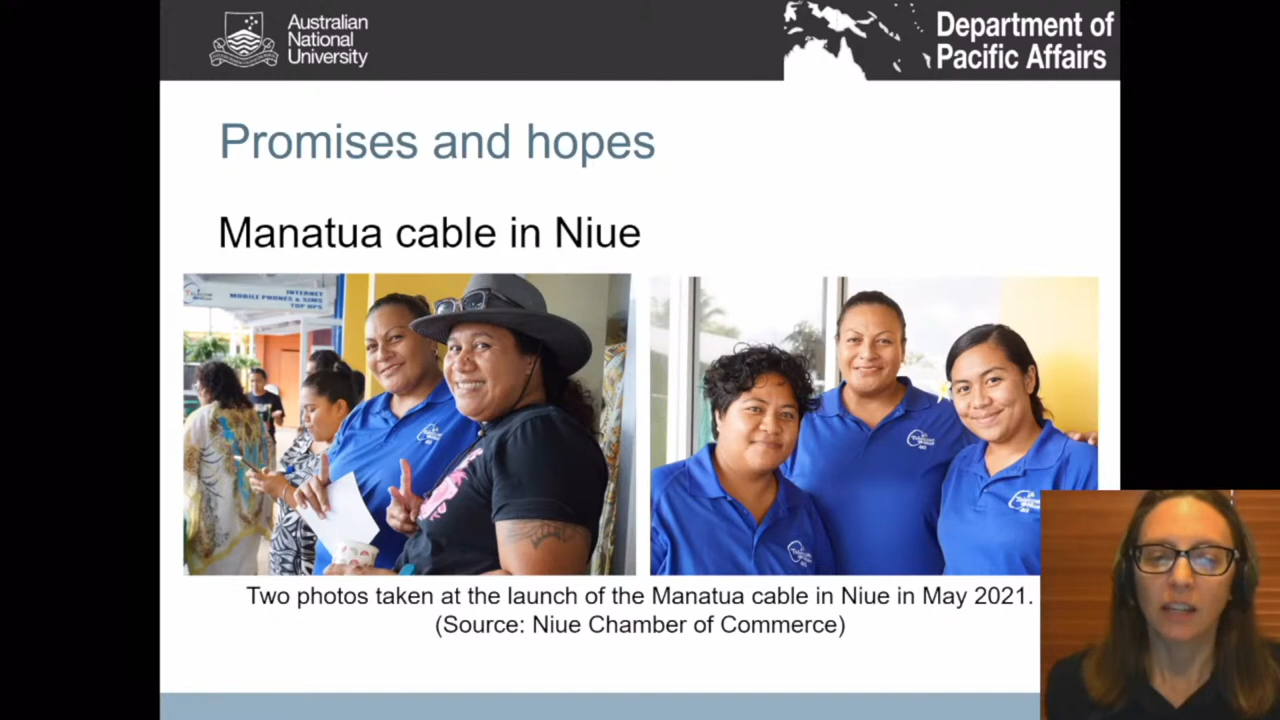 Australian
National
University
Department of
Pacific Affairs
Promises and hopes
Manatua cable in Niue
INTERNET
MOBILE PHONES & SIMS
TOP UPS
Two photos taken at the launch of the Manatua cable in Niue in May 2021.
(Source: Niue Chamber of Commerce)